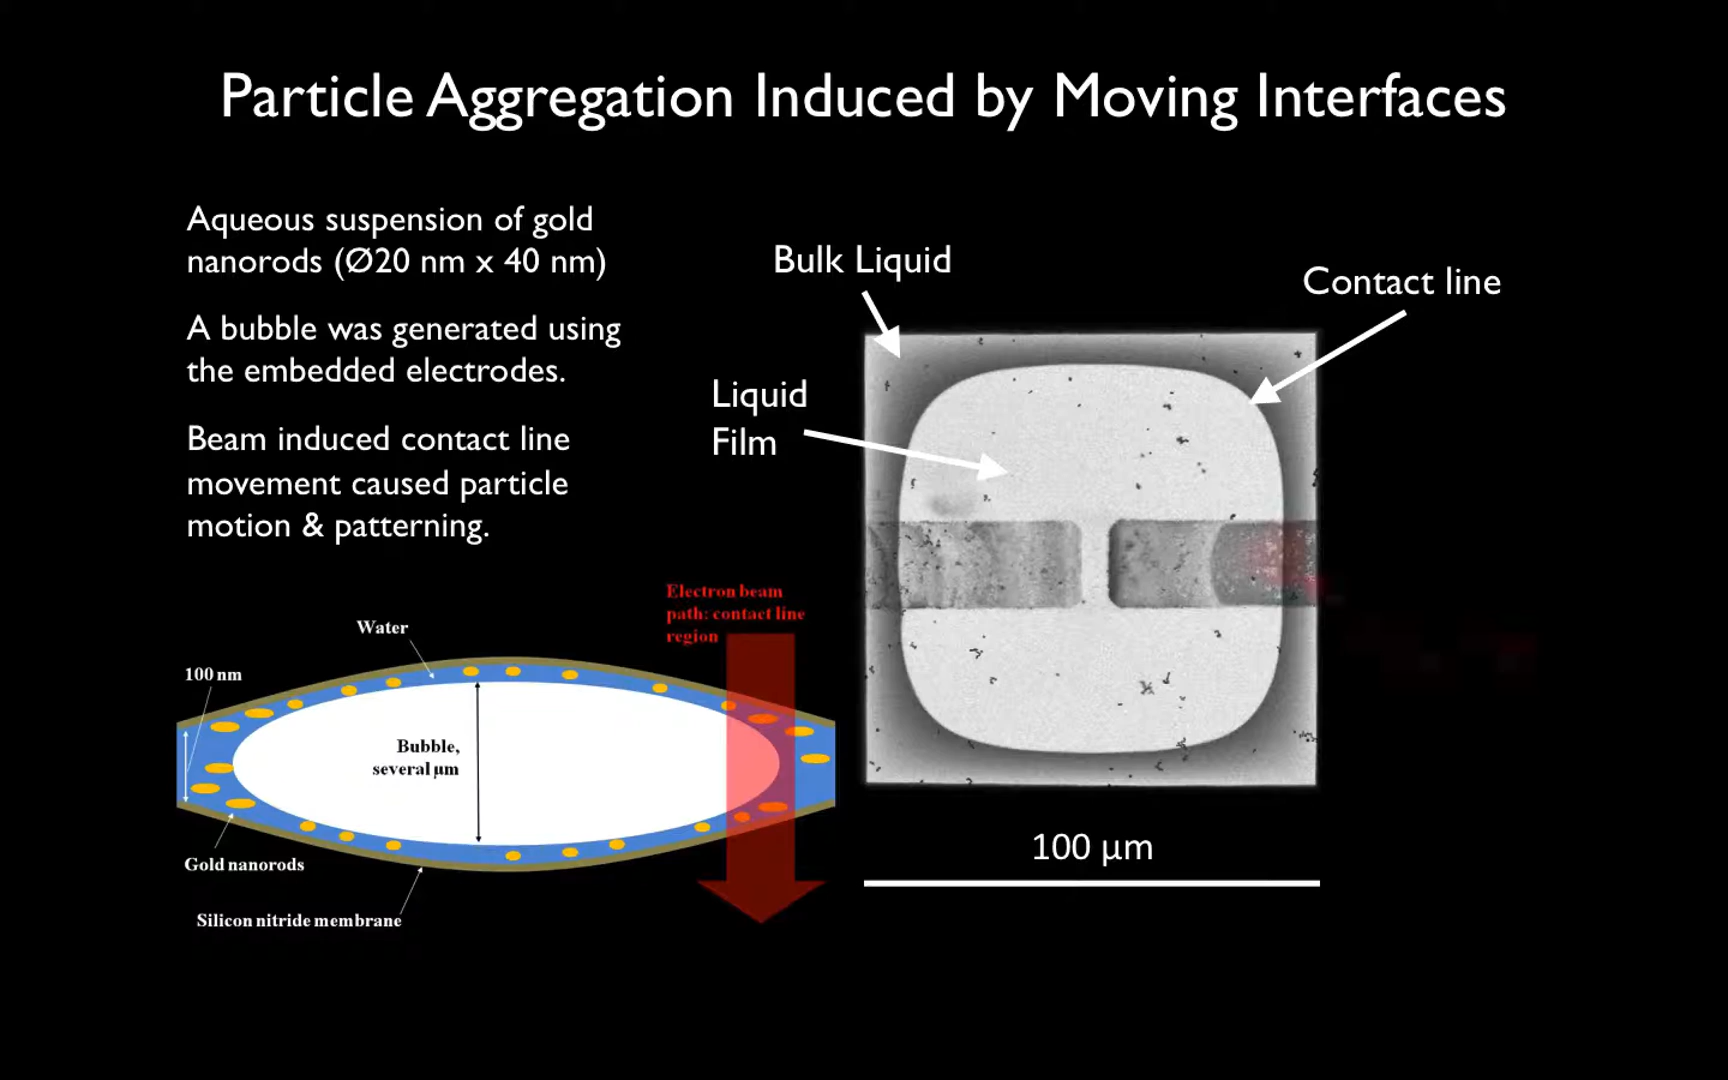 Particle Aggregation Induced by Moving Interfaces
Aqueous suspension of gold
nanorods (Ø20 nm x 40 nm)
A bubble was generated using
the embedded electrodes.
Beam induced contact line
movement caused particle
motion & patterning.
Bulk Liquid
Contact line
Liquid
Film
Electron beam
path: contact line
region
Water
100 nm
Bubble,
several µm
Gold nanorods
Silicon nitride membrane
100 µm